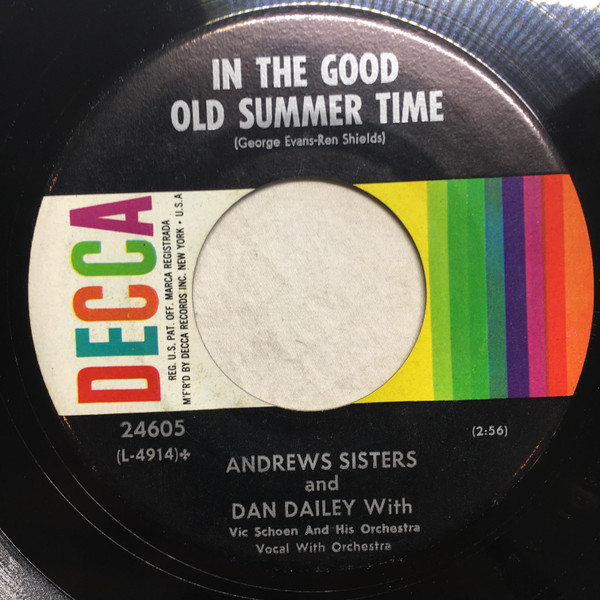 IN THE GOOD
OLD SUMMER TIME
(George Evans-Ren Shields)
DECCA
REG. U.S. PAT. OFF. MARCA REGISTRADA
M'F'R'D BY DECCA RECORDS INC. NEW YORK • U.S.A
24605
(L-4914)✤
(2:56)
ANDREWS SISTERS
and
DAN DAILEY With
Vic Schoen And His Orchestra
Vocal With Orchestra